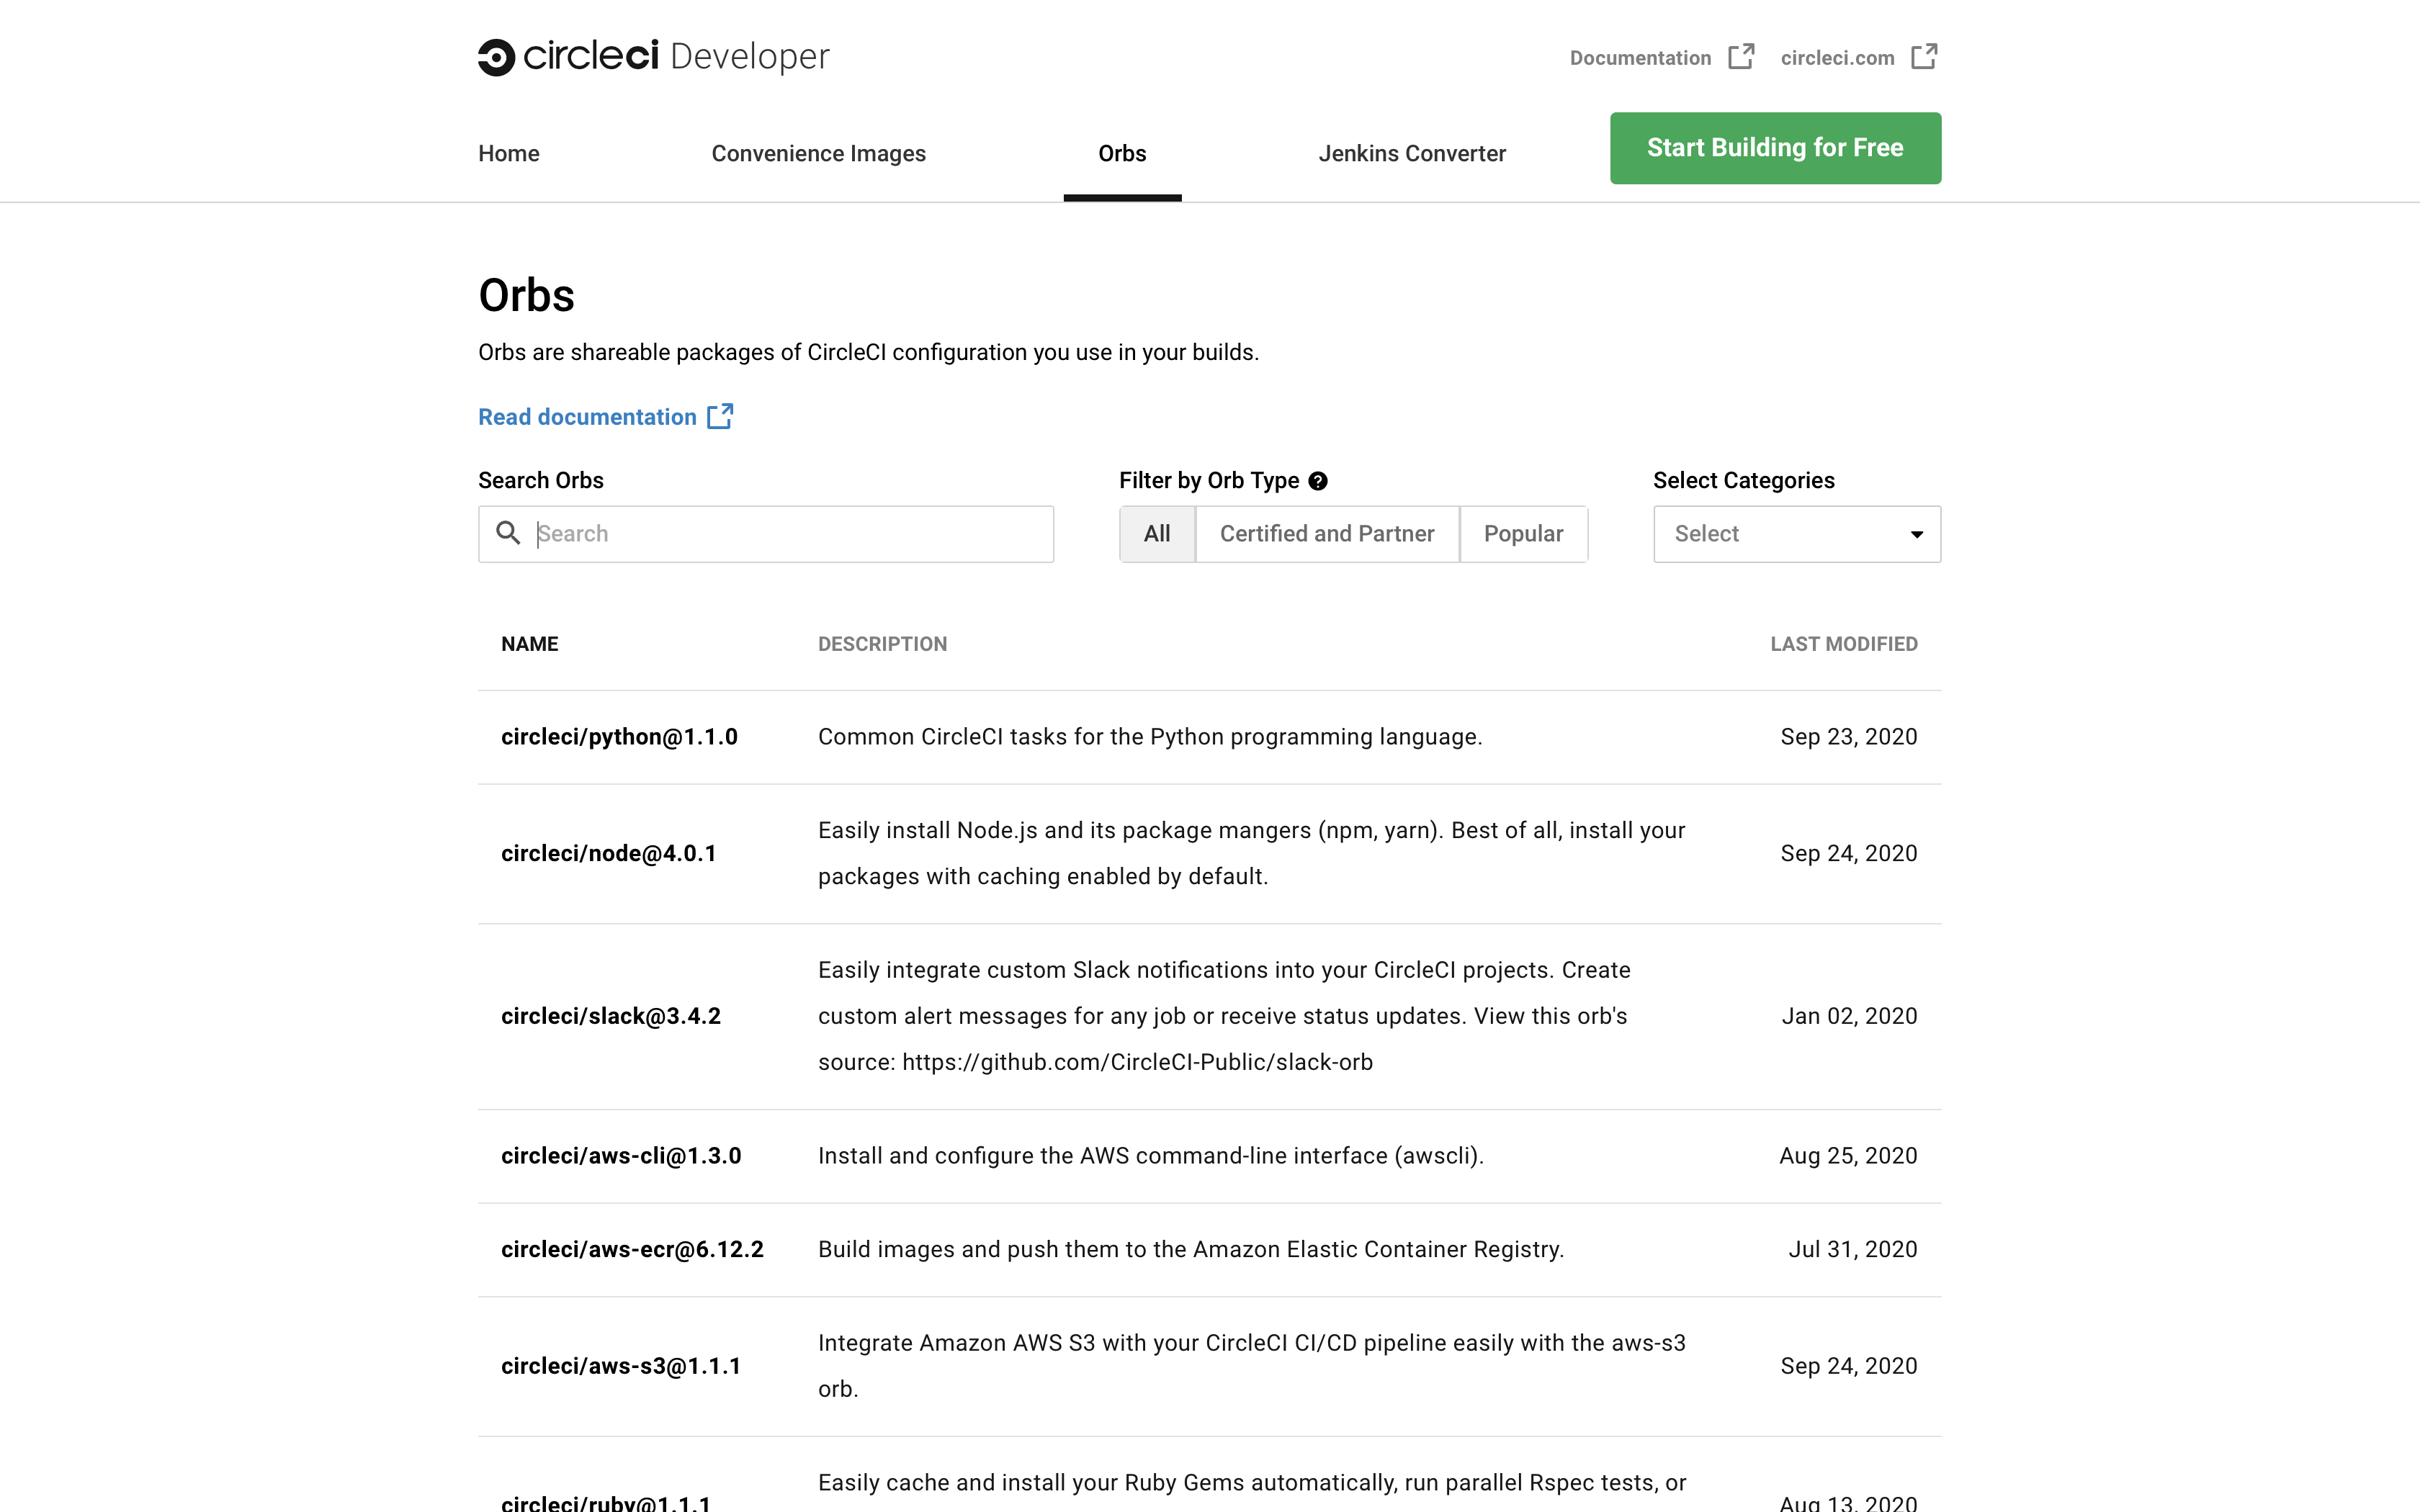 circleci Developer
Documentation
circleci.com
Home
Convenience Images
Orbs
Jenkins Converter
Start Building for Free
Orbs
Orbs are shareable packages of CircleCI configuration you use in your builds.
Read documentation
Search Orbs
Filter by Orb Type ?
Select Categories
Search
All
Certified and Partner
Popular
Select
NAME
DESCRIPTION
LAST MODIFIED
circleci/python@1.1.0
Common CircleCI tasks for the Python programming language.
Sep 23, 2020
circleci/node@4.0.1
Easily install Node.js and its package mangers (npm, yarn). Best of all, install your
packages with caching enabled by default.
Sep 24, 2020
circleci/slack@3.4.2
Easily integrate custom Slack notifications into your CircleCI projects. Create
custom alert messages for any job or receive status updates. View this orb's
source: https://github.com/CircleCI-Public/slack-orb
Jan 02, 2020
circleci/aws-cli@1.3.0
Install and configure the AWS command-line interface (awscli).
Aug 25, 2020
circleci/aws-ecr@6.12.2
Build images and push them to the Amazon Elastic Container Registry.
Jul 31, 2020
circleci/aws-s3@1.1.1
Integrate Amazon AWS S3 with your CircleCI CI/CD pipeline easily with the aws-s3
orb.
Sep 24, 2020
circleci/ruby@1.1.1
Easily cache and install your Ruby Gems automatically, run parallel Rspec tests, or
Aug 13, 2020